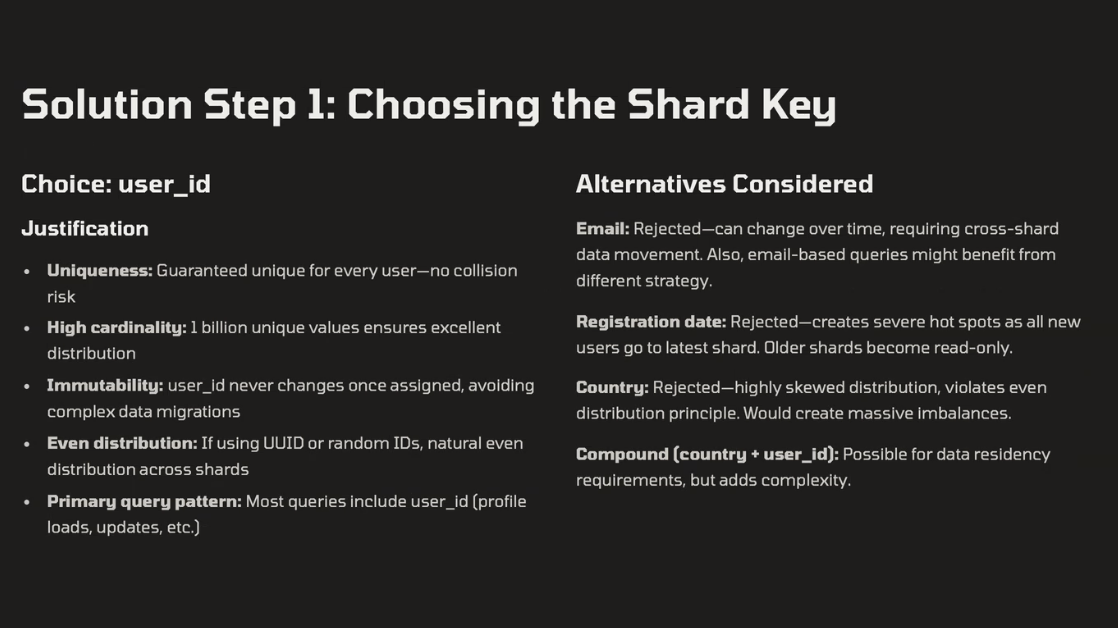 Solution Step 1: Choosing the Shard Key
Choice: user_id
Justification
• Uniqueness: Guaranteed unique for every user—no collision
risk
• High cardinality: 1 billion unique values ensures excellent
distribution
• Immutability: user_id never changes once assigned, avoiding
complex data migrations
• Even distribution: If using UUID or random IDs, natural even
distribution across shards
• Primary query pattern: Most queries include user_id (profile
loads, updates, etc.)
Alternatives Considered
Email: Rejected—can change over time, requiring cross-shard
data movement. Also, email-based queries might benefit from
different strategy.
Registration date: Rejected—creates severe hot spots as all new
users go to latest shard. Older shards become read-only.
Country: Rejected—highly skewed distribution, violates even
distribution principle. Would create massive imbalances.
Compound (country + user_id): Possible for data residency
requirements, but adds complexity.